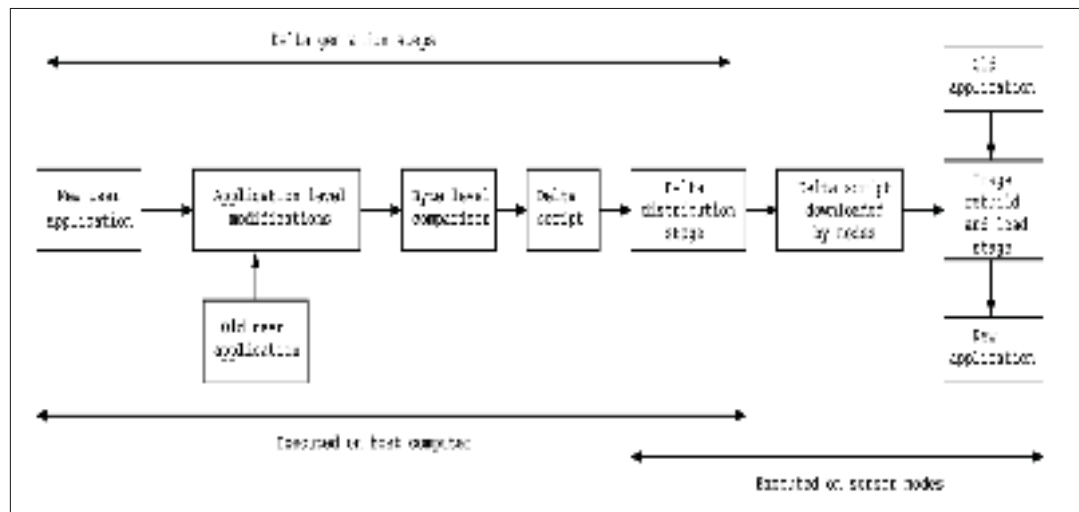 Delta generation stage
New user
application
Application level
modifications
Byte level
comparison
Delta
script
Delta
distribution
stage
Delta script
downloaded
by nodes
Old
application
Image
rebuild
and load
stage
New
application
Old user
application
Executed on host computer
Executed on sensor nodes